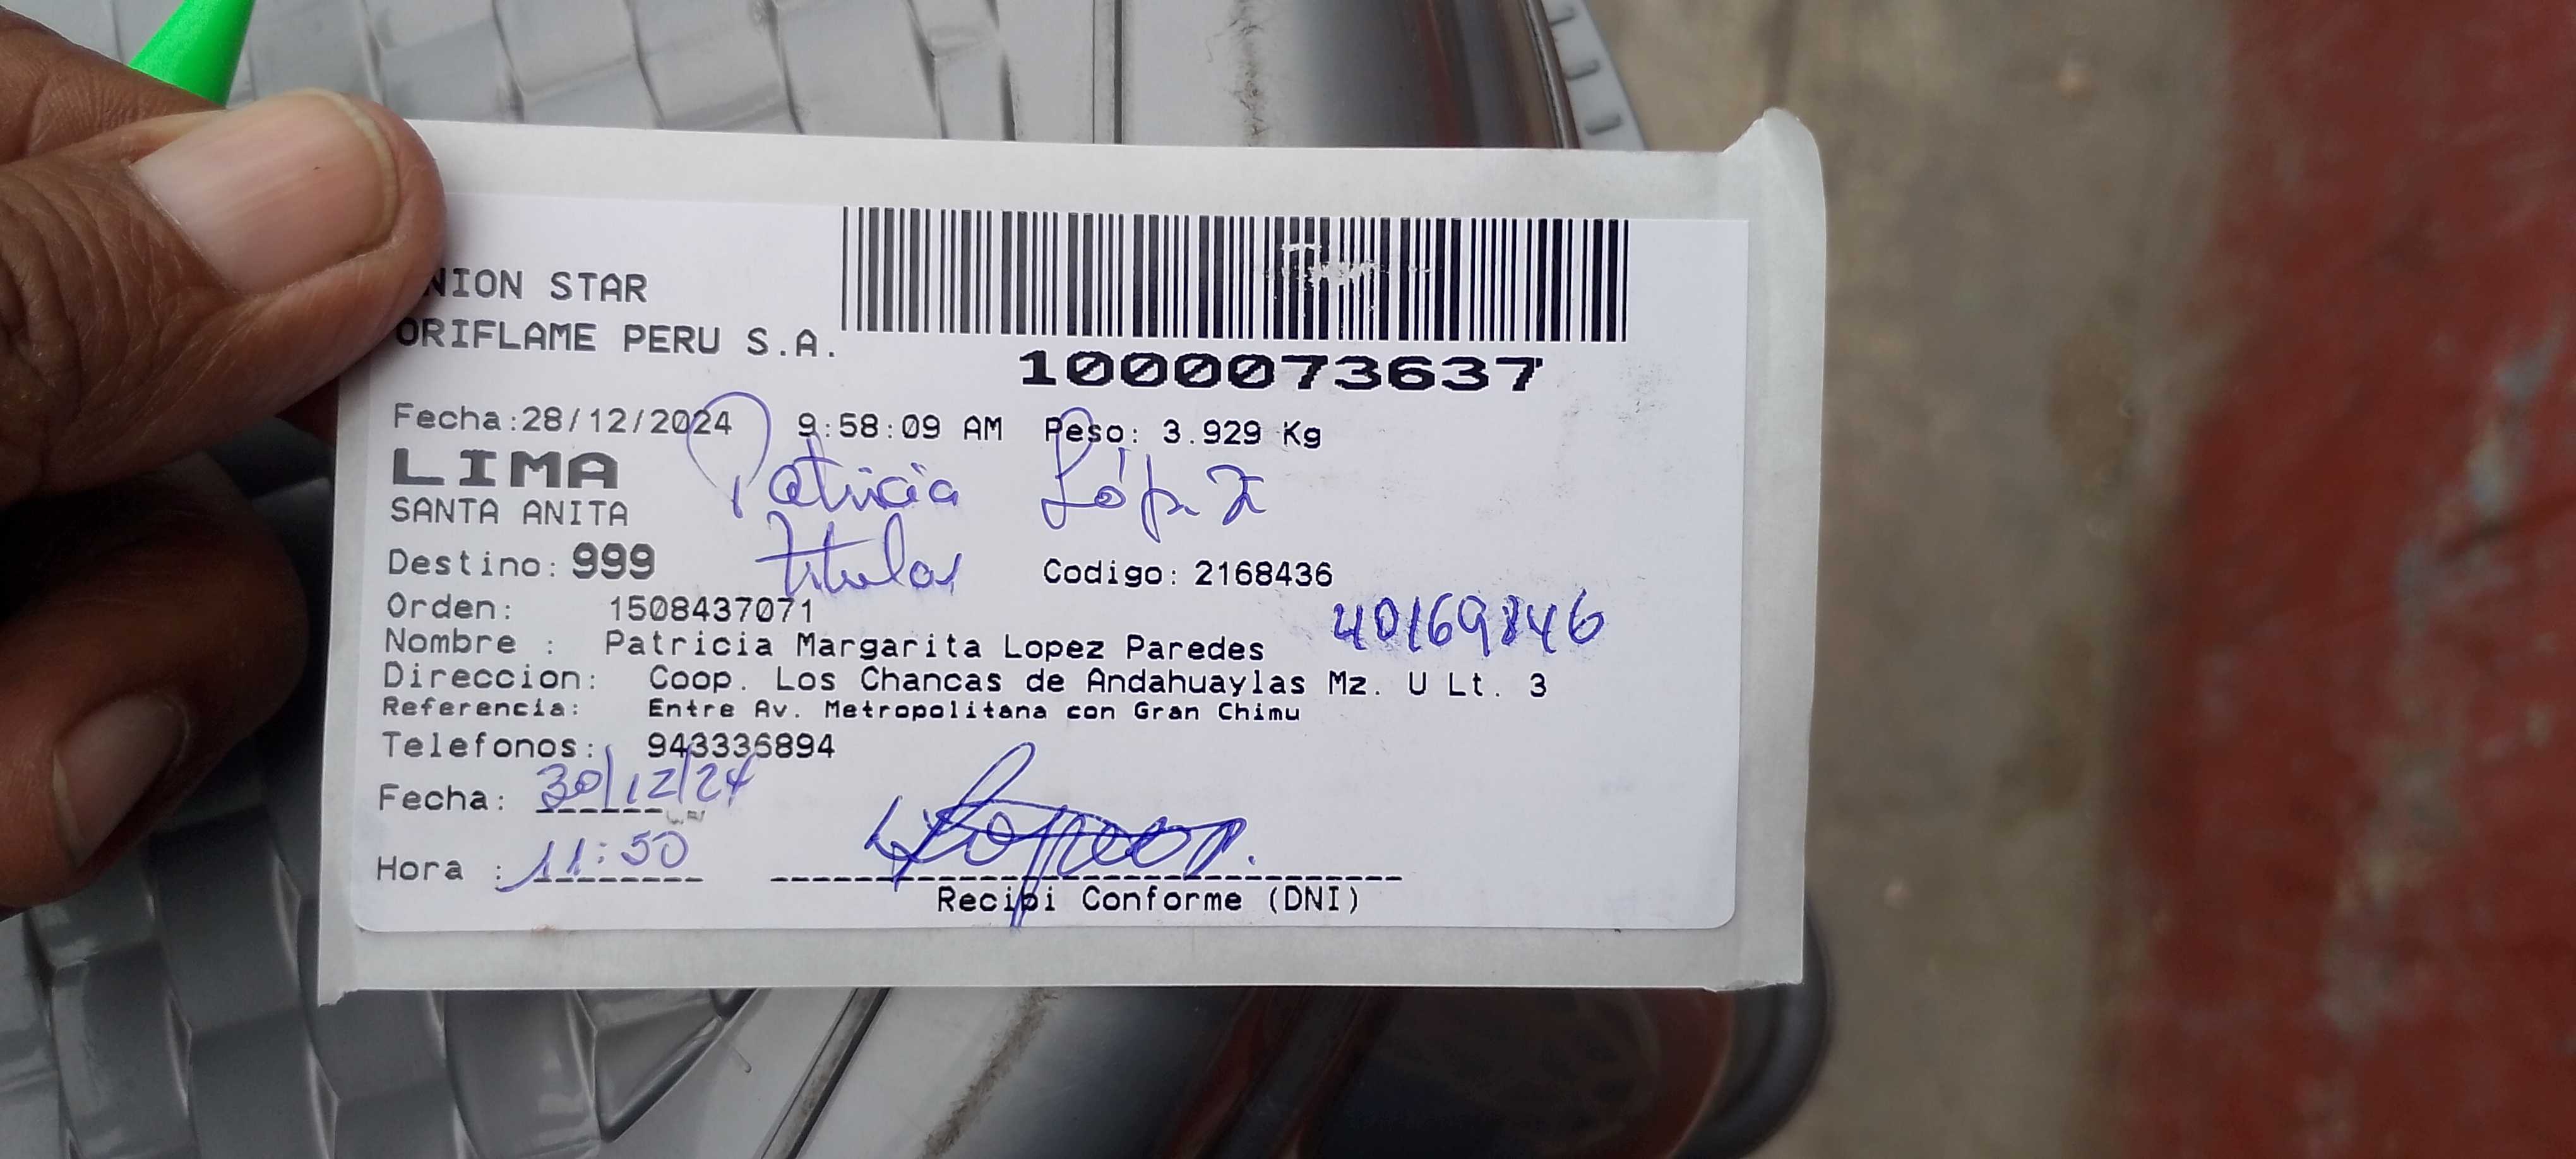 NION STAR
ORIFLAME PERU S.A.
1000073637
Fecha:28/12/2024 9:58:09 AM Peso: 3.929 Kg
LIMA
Patricia López
SANTA ANITA
titular
Destino: 999 Codigo: 2168436
Orden: 1508437071
40169846
Nombre : Patricia Margarita Lopez Paredes
Direccion: Coop. Los Chancas de Andahuaylas Mz. U Lt. 3
Referencia: Entre Av. Metropolitana con Gran Chimu
Telefonos: 943336894
Fecha: 30/12/24
Hora : 11:50
Recibi Conforme (DNI)